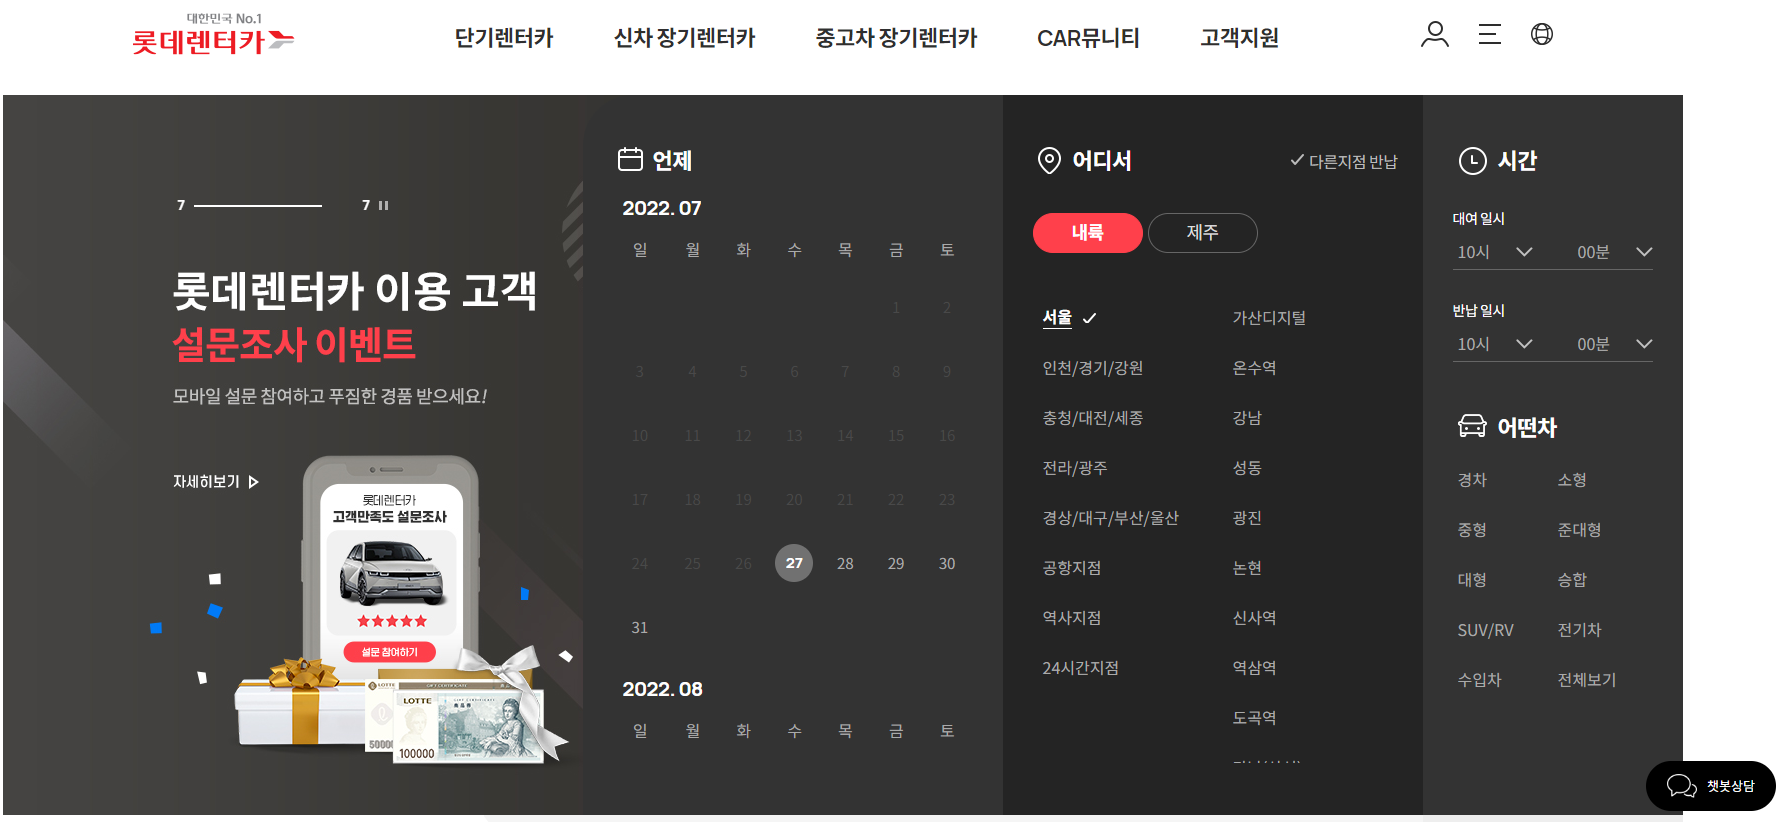 대한민국 No.1
롯데렌터카
단기렌터카
신차 장기렌터카
중고차 장기렌터카
CAR뮤니티
고객지원
7
7
롯데렌터카 이용 고객
설문조사 이벤트
모바일 설문 참여하고 푸짐한 경품 받으세요!
자세히보기
롯데렌터카
고객만족도 설문조사
설문 참여하기
LOTTE
GIFT CERTIFICATE
LOTTE
50000
100000
언제
2022. 07
일 월 화 수 목 금 토
1 2
3 4 5 6 7 8 9
10 11 12 13 14 15 16
17 18 19 20 21 22 23
24 25 26 27 28 29 30
31
2022. 08
일 월 화 수 목 금 토
어디서
다른지점 반납
내륙
제주
서울
인천/경기/강원
충청/대전/세종
전라/광주
경상/대구/부산/울산
공항지점
역사지점
24시간지점
가산디지털
온수역
강남
성동
광진
논현
신사역
역삼역
도곡역
시간
대여 일시
10시 00분
반납 일시
10시 00분
어떤차
경차 소형
중형 준대형
대형 승합
SUV/RV 전기차
수입차 전체보기
챗봇상담